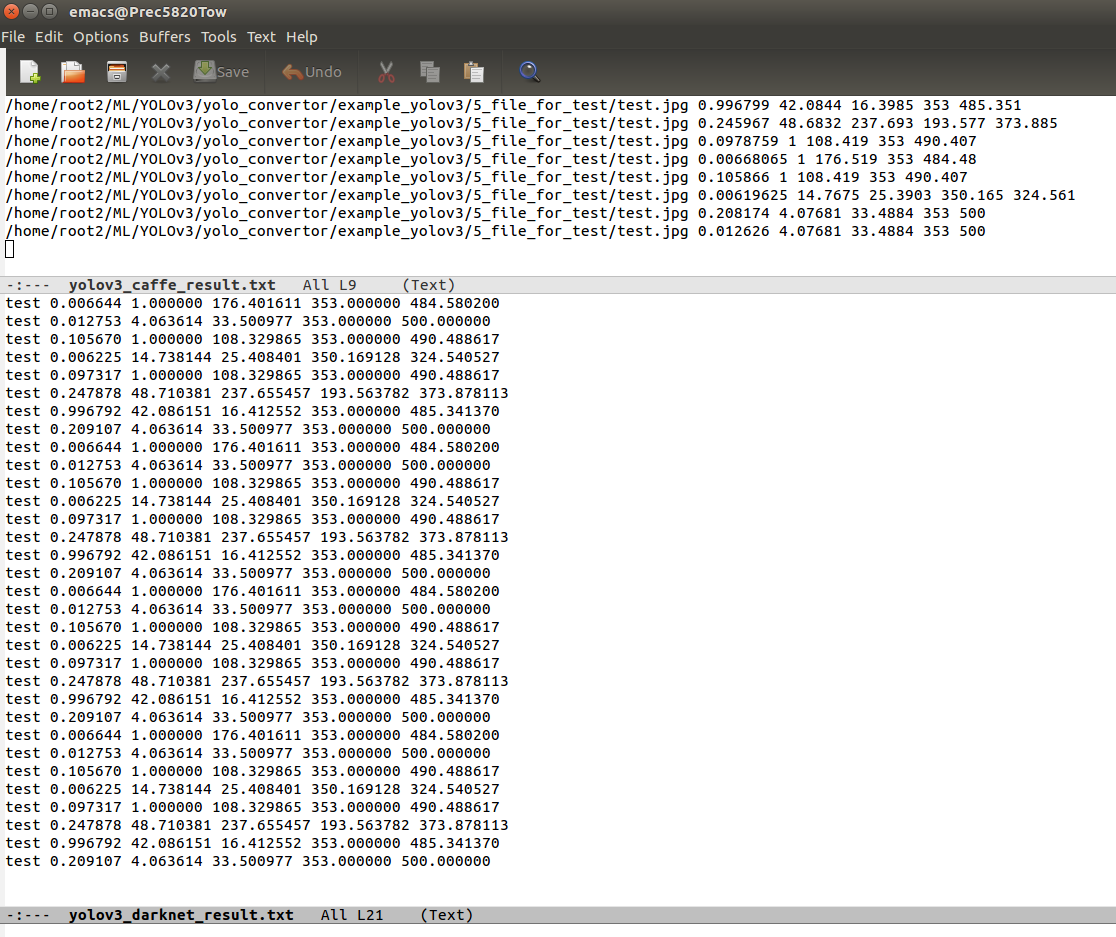 emacs@Prec5820Tow
File Edit Options Buffers Tools Text Help
Save Undo
/home/root2/ML/YOLOv3/yolo_convertor/example_yolov3/5_file_for_test/test.jpg 0.996799 42.0844 16.3985 353 485.351
/home/root2/ML/YOLOv3/yolo_convertor/example_yolov3/5_file_for_test/test.jpg 0.245967 48.6832 237.693 193.577 373.885
/home/root2/ML/YOLOv3/yolo_convertor/example_yolov3/5_file_for_test/test.jpg 0.0978759 1 108.419 353 490.407
/home/root2/ML/YOLOv3/yolo_convertor/example_yolov3/5_file_for_test/test.jpg 0.00668065 1 176.519 353 484.48
/home/root2/ML/YOLOv3/yolo_convertor/example_yolov3/5_file_for_test/test.jpg 0.105866 1 108.419 353 490.407
/home/root2/ML/YOLOv3/yolo_convertor/example_yolov3/5_file_for_test/test.jpg 0.00619625 14.7675 25.3903 350.165 324.561
/home/root2/ML/YOLOv3/yolo_convertor/example_yolov3/5_file_for_test/test.jpg 0.208174 4.07681 33.4884 353 500
/home/root2/ML/YOLOv3/yolo_convertor/example_yolov3/5_file_for_test/test.jpg 0.012626 4.07681 33.4884 353 500
-:--- yolov3_caffe_result.txt All L9 (Text)
test 0.006644 1.000000 176.401611 353.000000 484.580200
test 0.012753 4.063614 33.500977 353.000000 500.000000
test 0.105670 1.000000 108.329865 353.000000 490.488617
test 0.006225 14.738144 25.408401 350.169128 324.540527
test 0.097317 1.000000 108.329865 353.000000 490.488617
test 0.247878 48.710381 237.655457 193.563782 373.878113
test 0.996792 42.086151 16.412552 353.000000 485.341370
test 0.209107 4.063614 33.500977 353.000000 500.000000
test 0.006644 1.000000 176.401611 353.000000 484.580200
test 0.012753 4.063614 33.500977 353.000000 500.000000
test 0.105670 1.000000 108.329865 353.000000 490.488617
test 0.006225 14.738144 25.408401 350.169128 324.540527
test 0.097317 1.000000 108.329865 353.000000 490.488617
test 0.247878 48.710381 237.655457 193.563782 373.878113
test 0.996792 42.086151 16.412552 353.000000 485.341370
test 0.209107 4.063614 33.500977 353.000000 500.000000
test 0.006644 1.000000 176.401611 353.000000 484.580200
test 0.012753 4.063614 33.500977 353.000000 500.000000
test 0.105670 1.000000 108.329865 353.000000 490.488617
test 0.006225 14.738144 25.408401 350.169128 324.540527
test 0.097317 1.000000 108.329865 353.000000 490.488617
test 0.247878 48.710381 237.655457 193.563782 373.878113
test 0.996792 42.086151 16.412552 353.000000 485.341370
test 0.209107 4.063614 33.500977 353.000000 500.000000
test 0.006644 1.000000 176.401611 353.000000 484.580200
test 0.012753 4.063614 33.500977 353.000000 500.000000
test 0.105670 1.000000 108.329865 353.000000 490.488617
test 0.006225 14.738144 25.408401 350.169128 324.540527
test 0.097317 1.000000 108.329865 353.000000 490.488617
test 0.247878 48.710381 237.655457 193.563782 373.878113
test 0.996792 42.086151 16.412552 353.000000 485.341370
test 0.209107 4.063614 33.500977 353.000000 500.000000
-:--- yolov3_darknet_result.txt All L21 (Text)